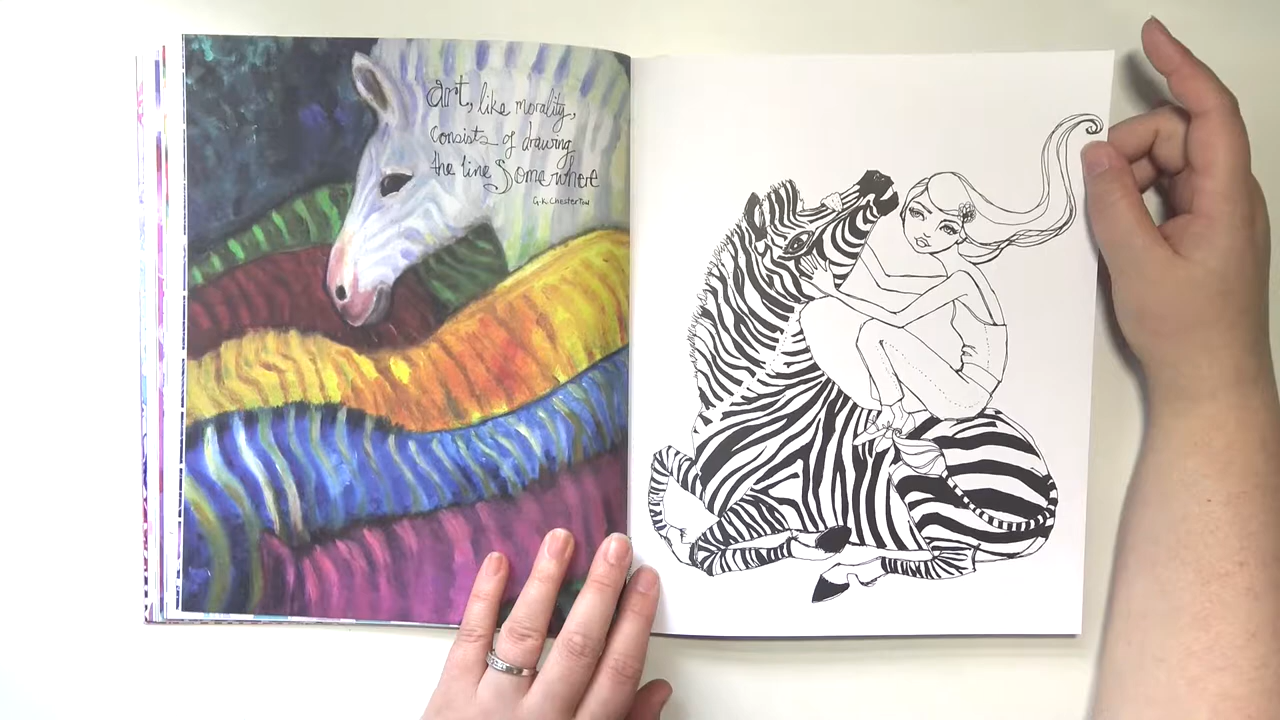 art, like morality,
consists of drawing
the line Somewhere
G.K. Chesterton